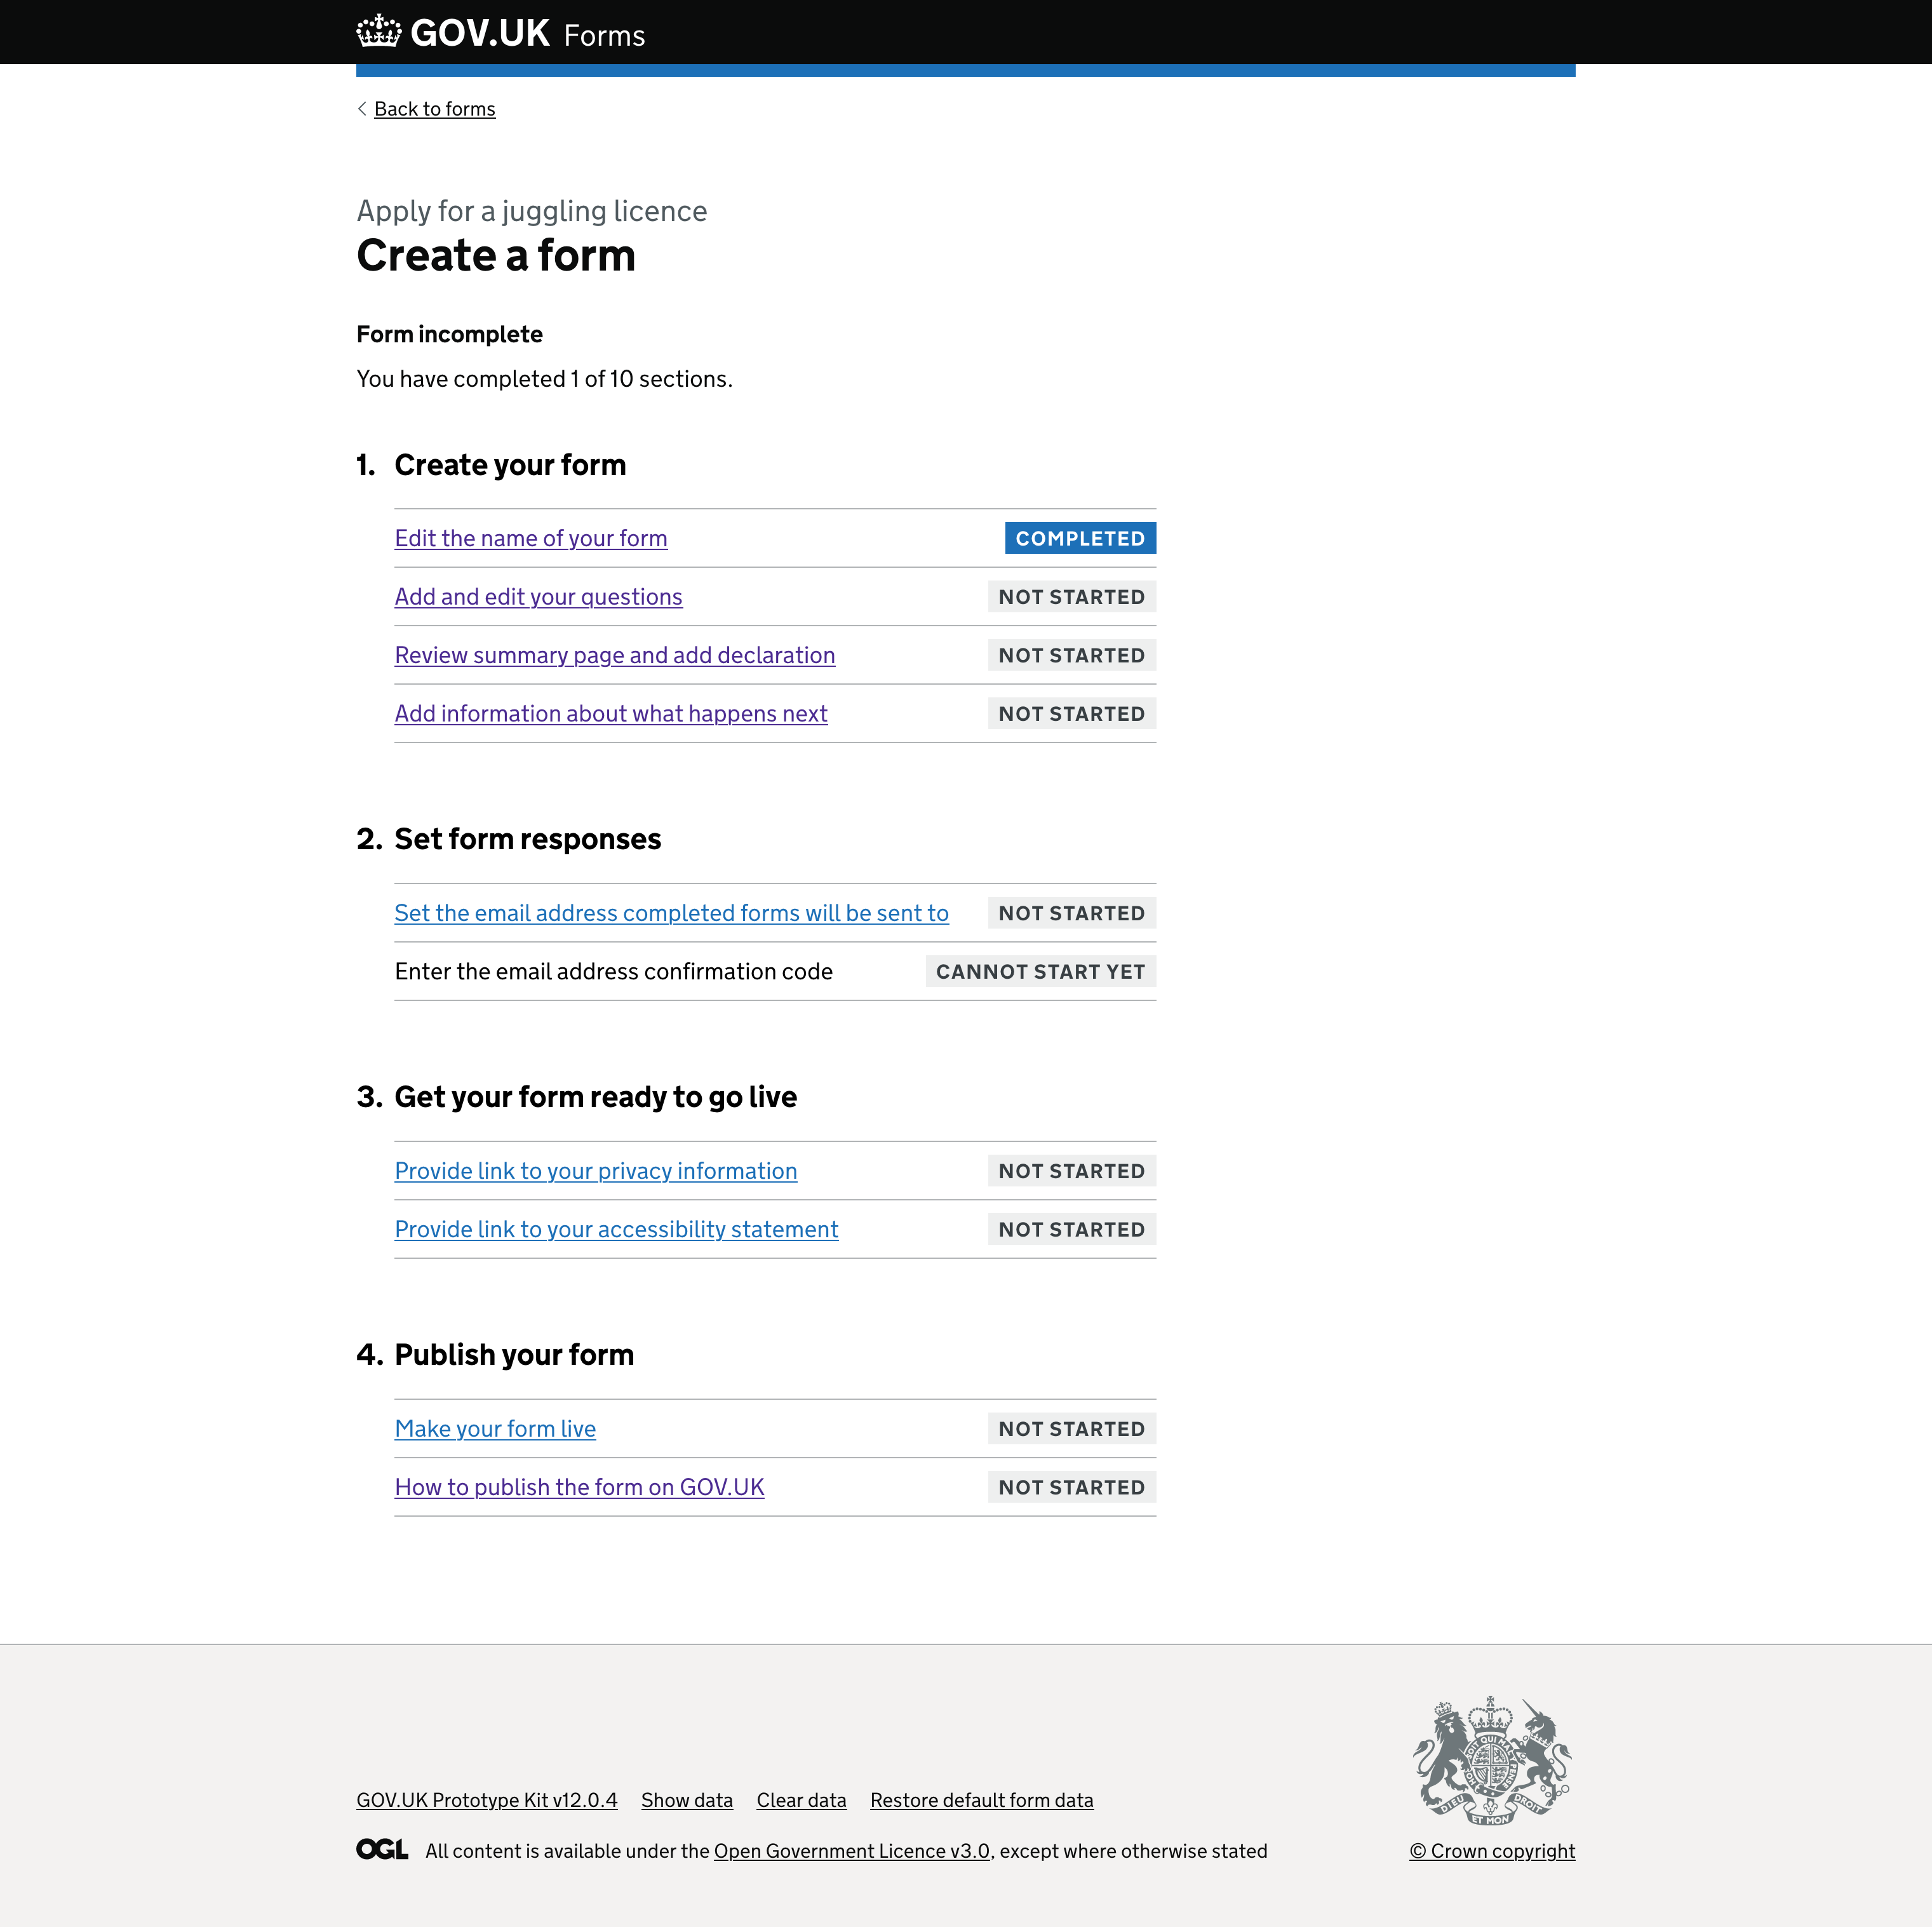 GOV.UK Forms
Back to forms
Apply for a juggling licence
Create a form
Form incomplete
You have completed 1 of 10 sections.
1. Create your form
Edit the name of your form COMPLETED
Add and edit your questions NOT STARTED
Review summary page and add declaration NOT STARTED
Add information about what happens next NOT STARTED
2. Set form responses
Set the email address completed forms will be sent to NOT STARTED
Enter the email address confirmation code CANNOT START YET
3. Get your form ready to go live
Provide link to your privacy information NOT STARTED
Provide link to your accessibility statement NOT STARTED
4. Publish your form
Make your form live NOT STARTED
How to publish the form on GOV.UK NOT STARTED
GOV.UK Prototype Kit v12.0.4 Show data Clear data Restore default form data
DIEU ET MON DROIT
OGL All content is available under the Open Government Licence v3.0, except where otherwise stated
© Crown copyright